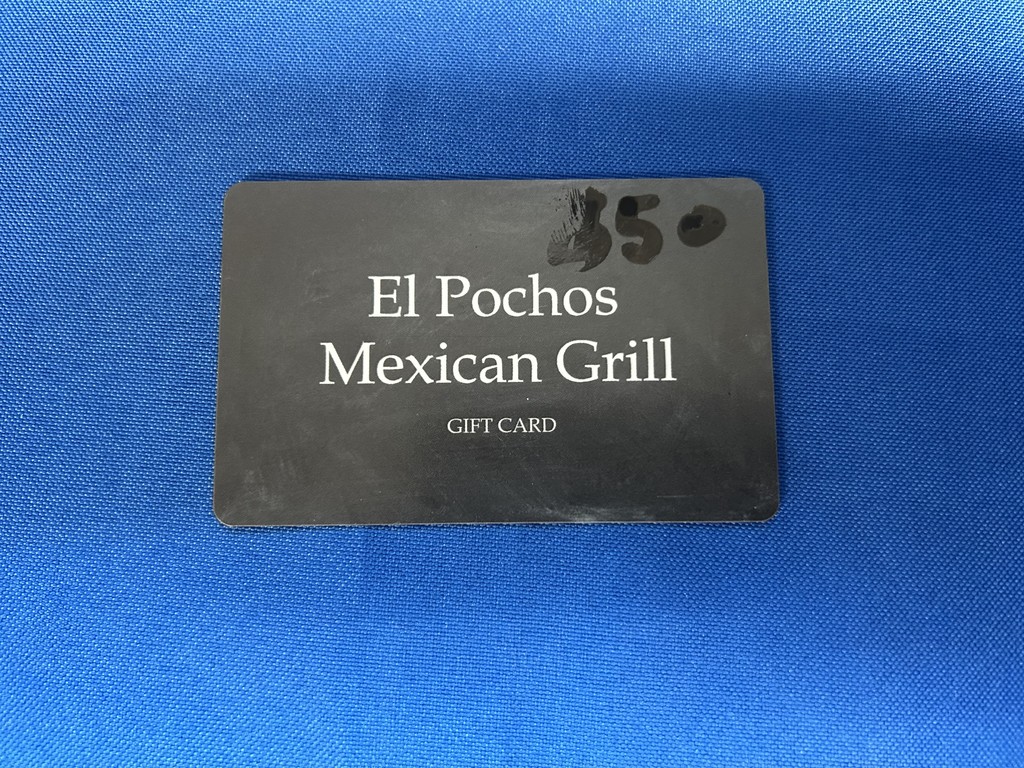 $50
El Pochos
Mexican Grill
GIFT CARD